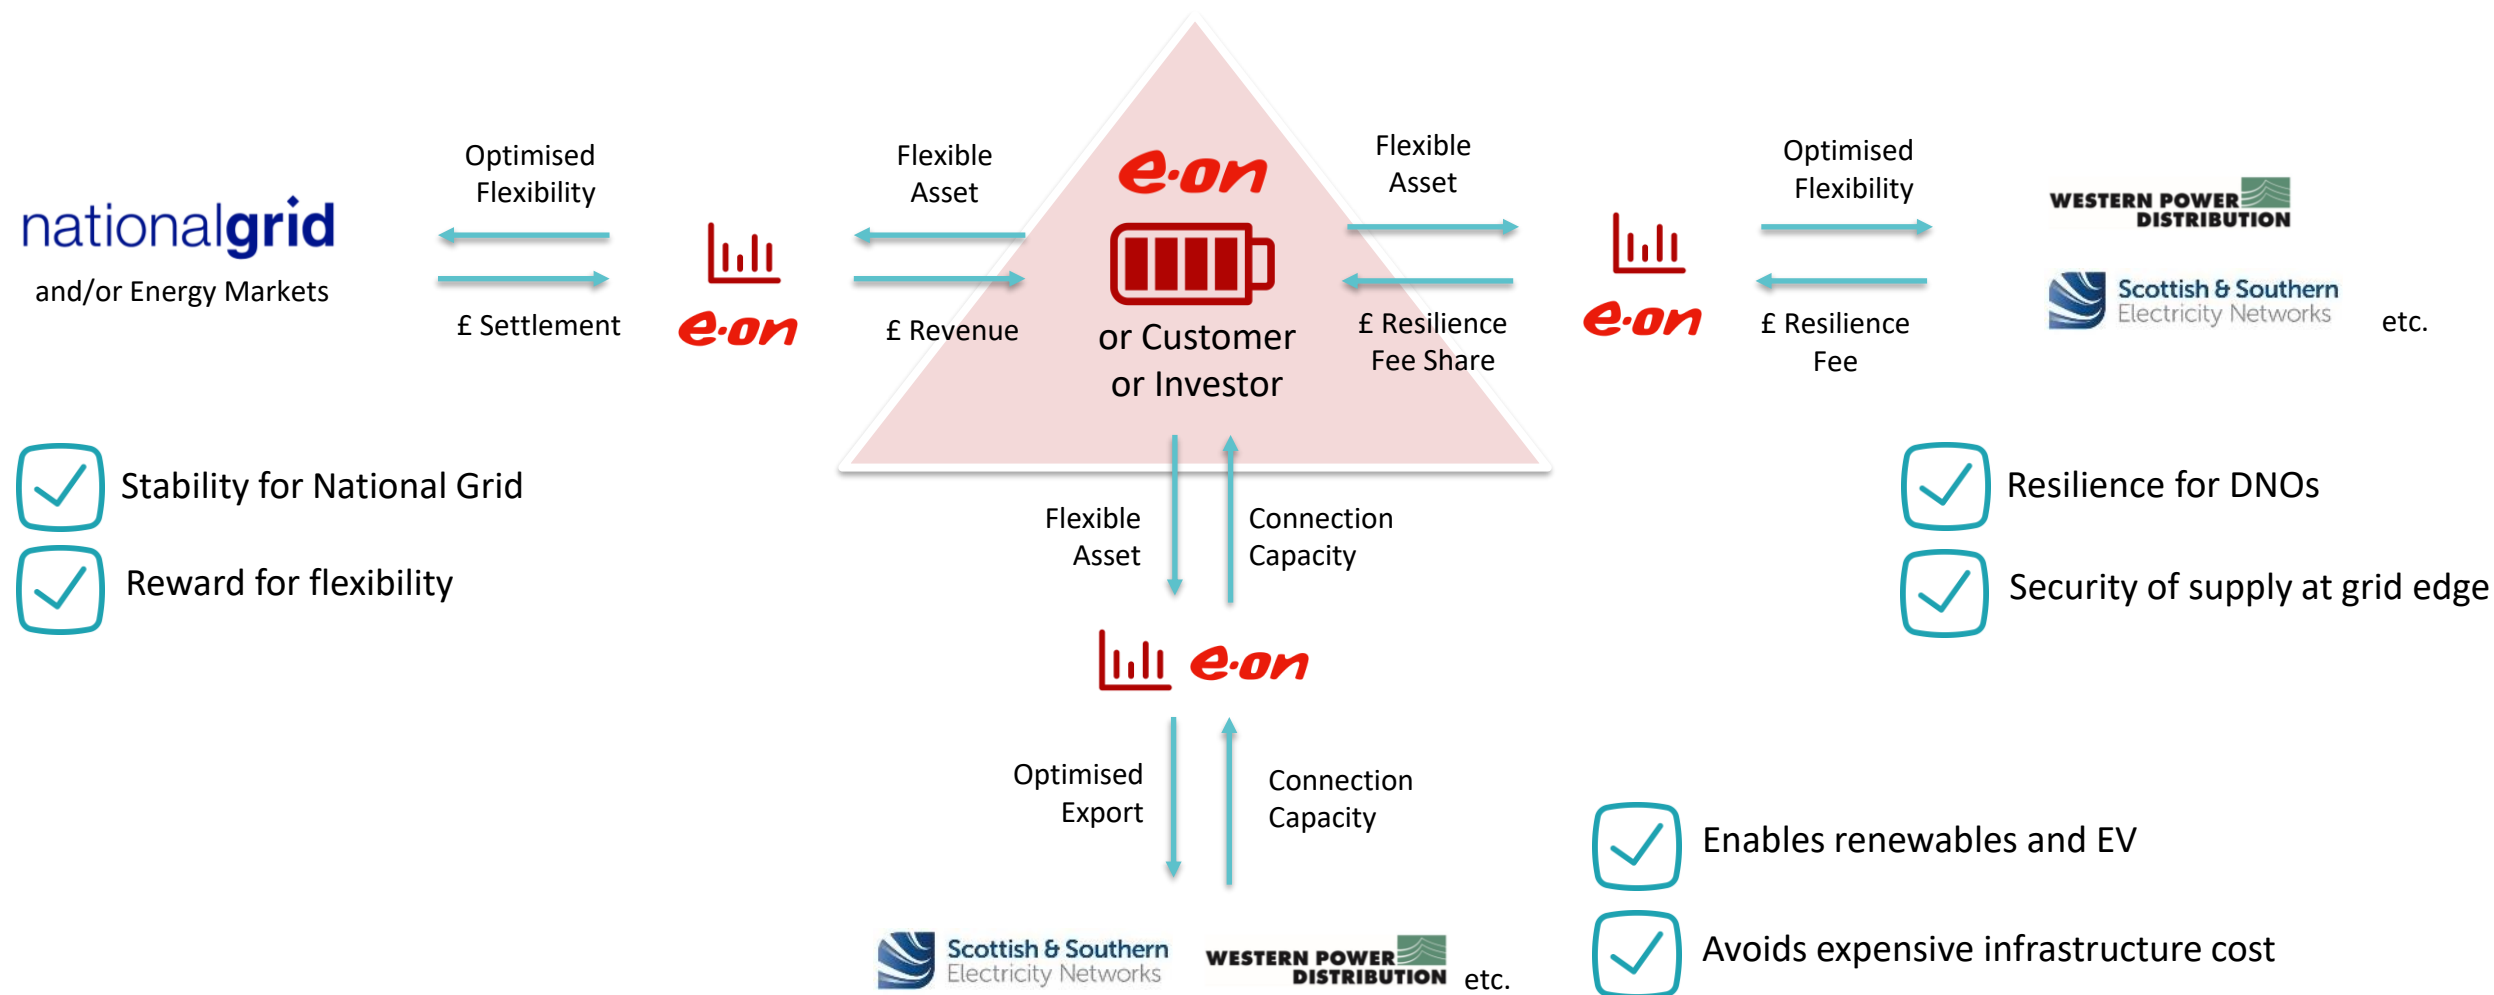 Optimised
Flexibility
Flexible
Asset
e·on
Flexible
Asset
Optimised
Flexibility
nationalgrid
and/or Energy Markets
£ Settlement
e·on
£ Revenue
or Customer
or Investor
£ Resilience
Fee Share
e·on
£ Resilience
Fee
WESTERN POWER
DISTRIBUTION
Scottish & Southern
Electricity Networks
etc.
Stability for National Grid
Reward for flexibility
Resilience for DNOs
Security of supply at grid edge
Flexible
Asset
Connection
Capacity
e·on
Optimised
Export
Connection
Capacity
Enables renewables and EV
Avoids expensive infrastructure cost
Scottish & Southern
Electricity Networks
WESTERN POWER
DISTRIBUTION
etc.